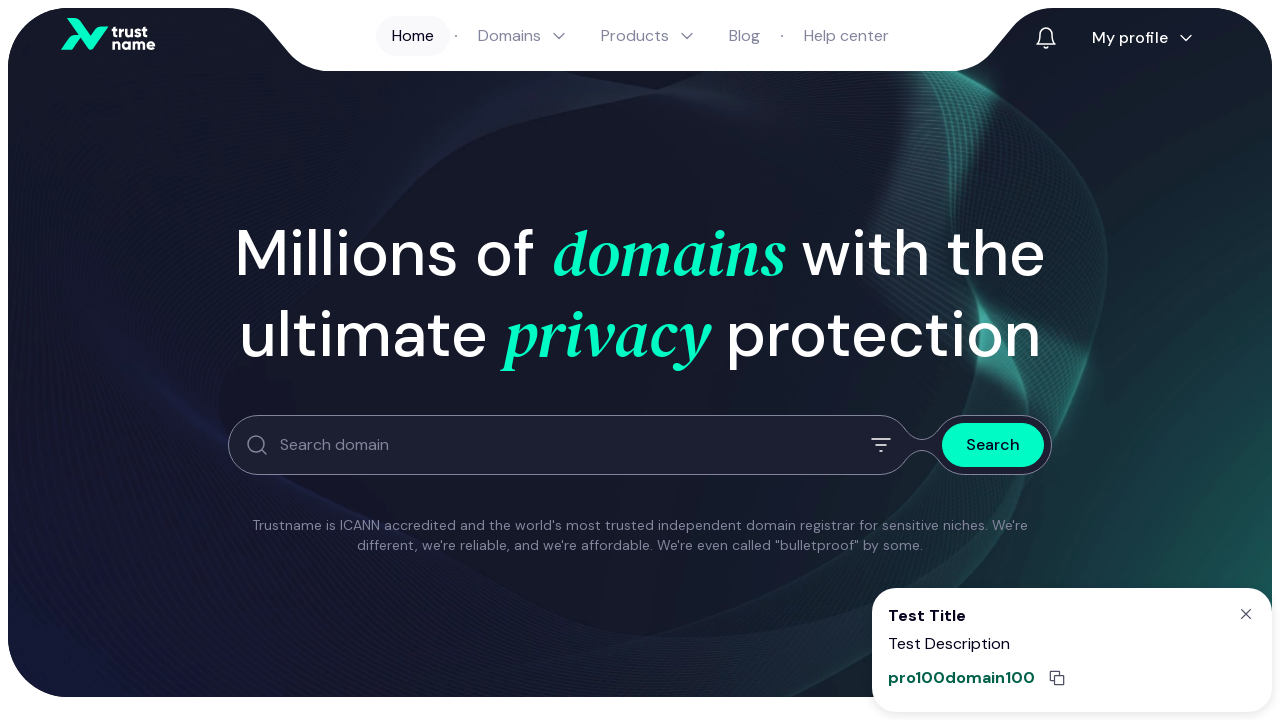 trust
name
Home · Domains Products Blog · Help center
My profile
Millions of domains with the
ultimate privacy protection
Search domain
Search
Trustname is ICANN accredited and the world's most trusted independent domain registrar for sensitive niches. We're
different, we're reliable, and we're affordable. We're even called "bulletproof" by some.
Test Title
Test Description
pro100domain100